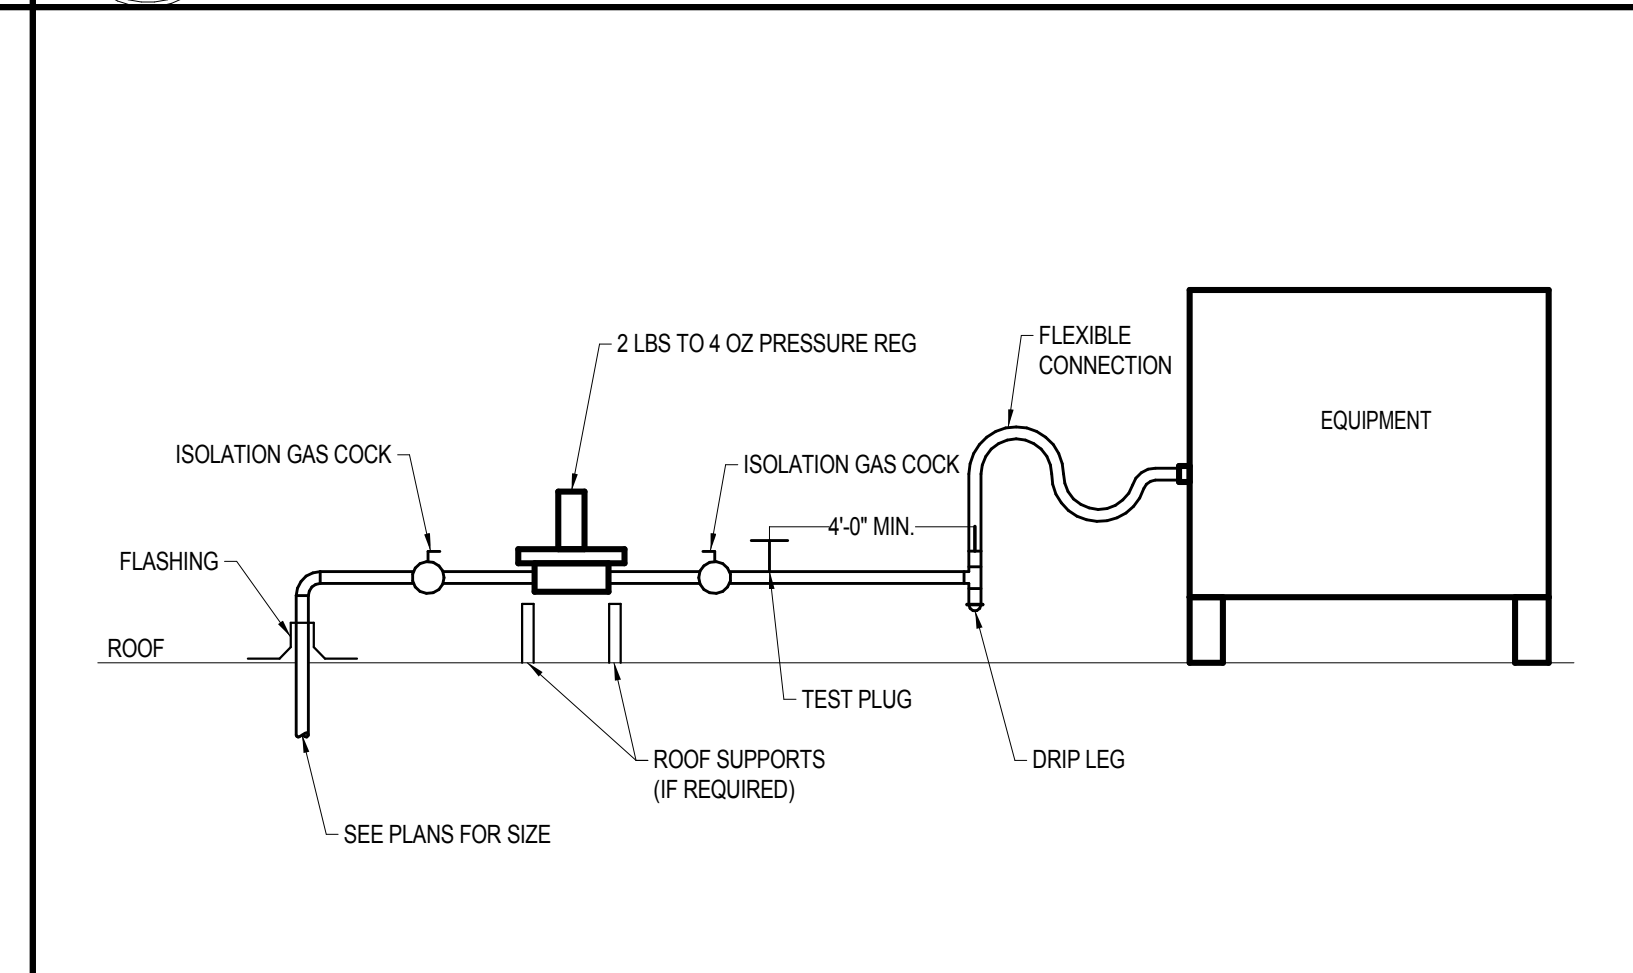 2 LBS TO 4 OZ PRESSURE REG
FLEXIBLE
CONNECTION
EQUIPMENT
ISOLATION GAS COCK
ISOLATION GAS COCK
4'-0" MIN.
FLASHING
ROOF
TEST PLUG
ROOF SUPPORTS
(IF REQUIRED)
DRIP LEG
SEE PLANS FOR SIZE